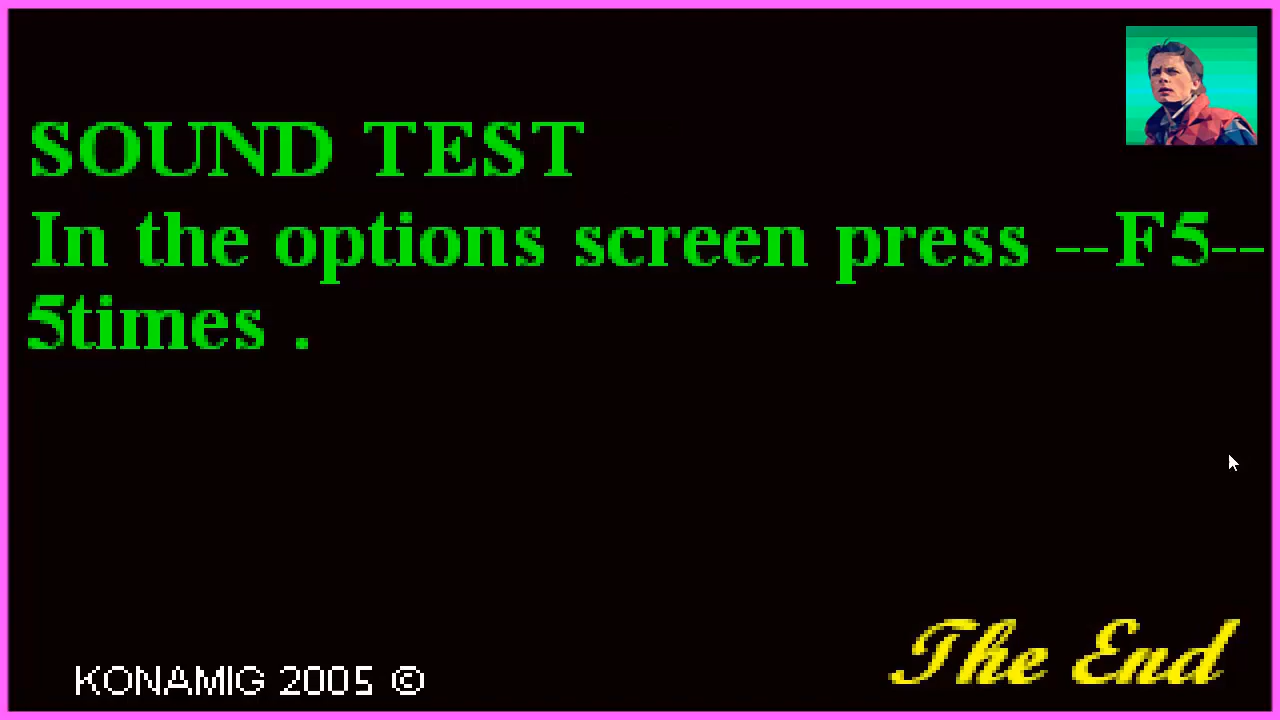 SOUND TEST
In the options screen press --F5--
5times .
The End
KONAMIG 2005 ©